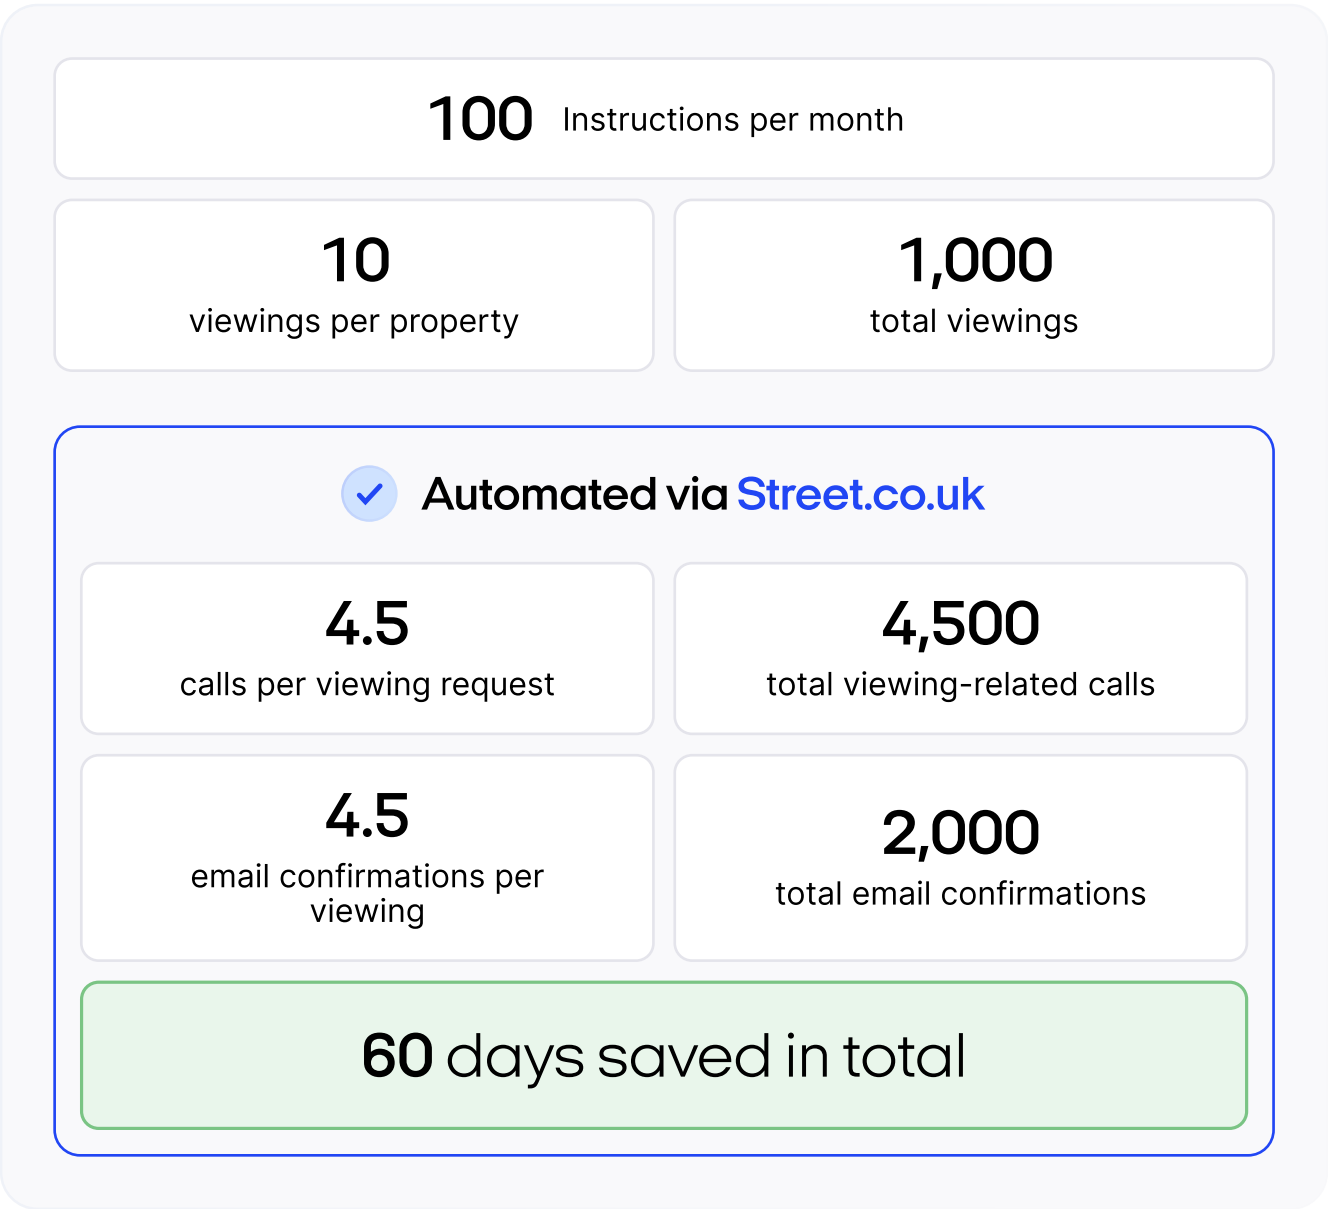 100 Instructions per month
10
viewings per property
1,000
total viewings
Automated via Street.co.uk
4.5
calls per viewing request
4,500
total viewing-related calls
4.5
email confirmations per
viewing
2,000
total email confirmations
60 days saved in total